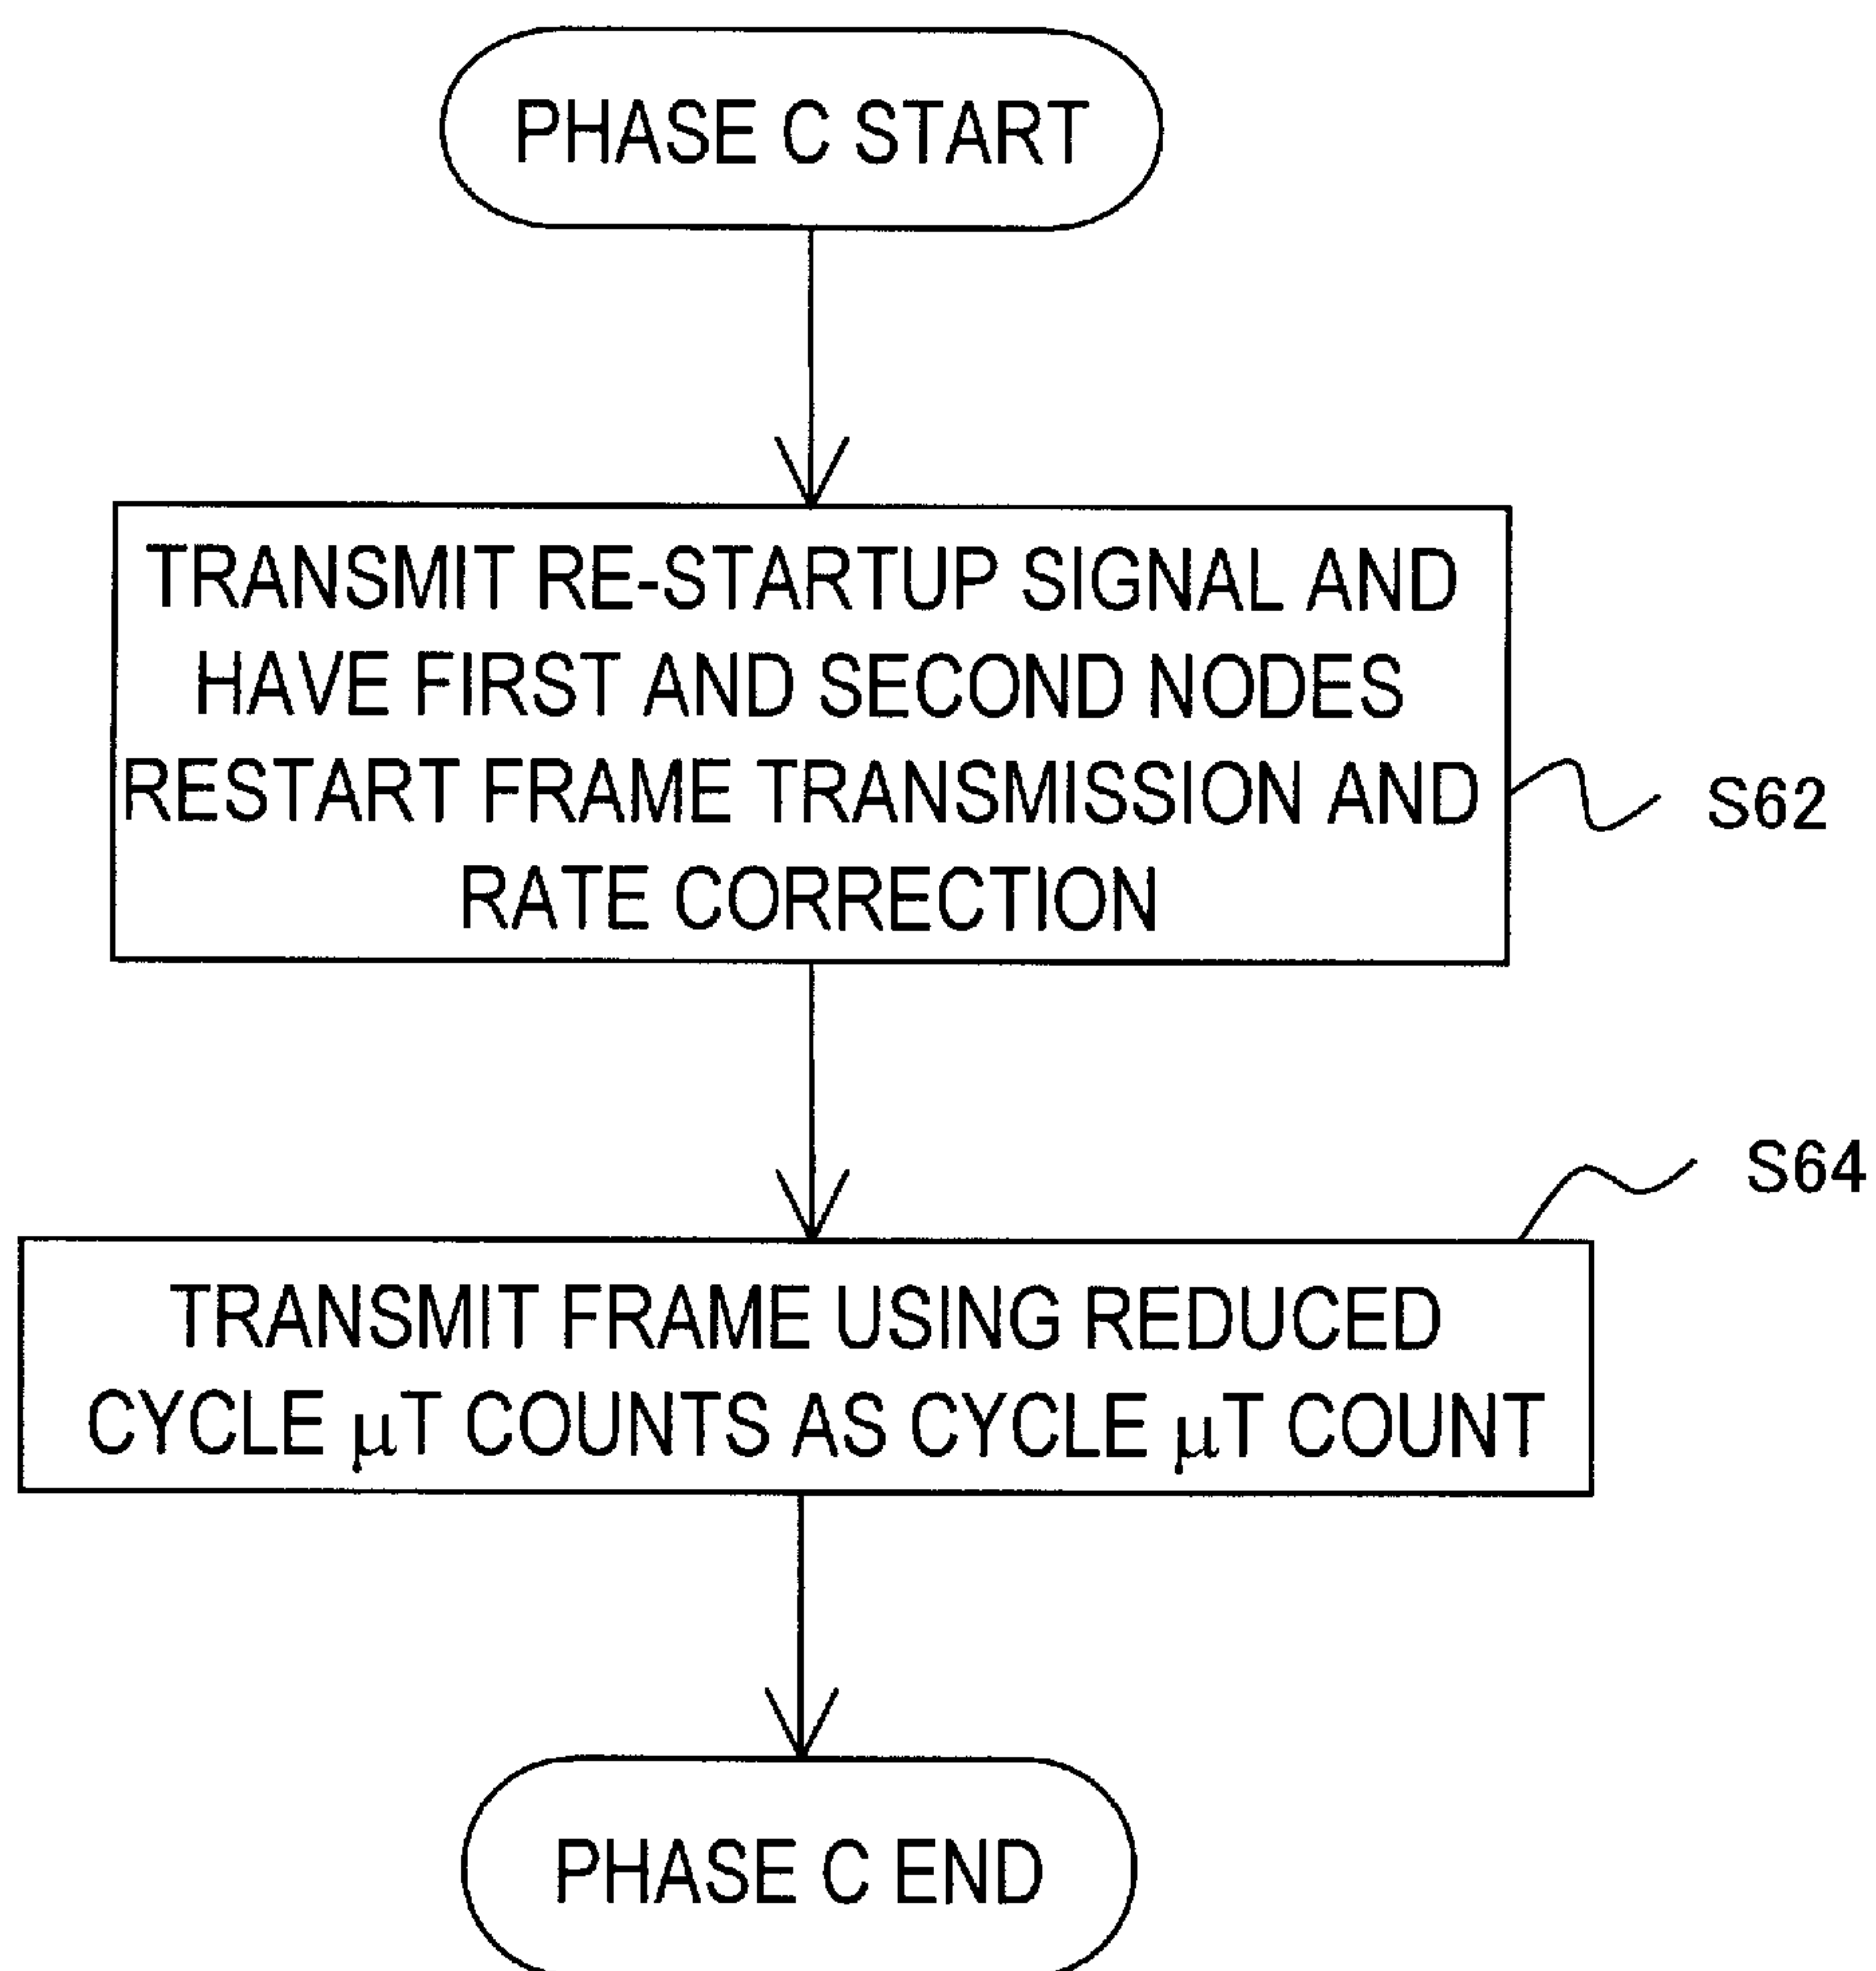 PHASE C START
TRANSMIT RE-STARTUP SIGNAL AND
HAVE FIRST AND SECOND NODES
RESTART FRAME TRANSMISSION AND
RATE CORRECTION
S62
S64
TRANSMIT FRAME USING REDUCED
CYCLE μT COUNTS AS CYCLE μT COUNT
PHASE C END